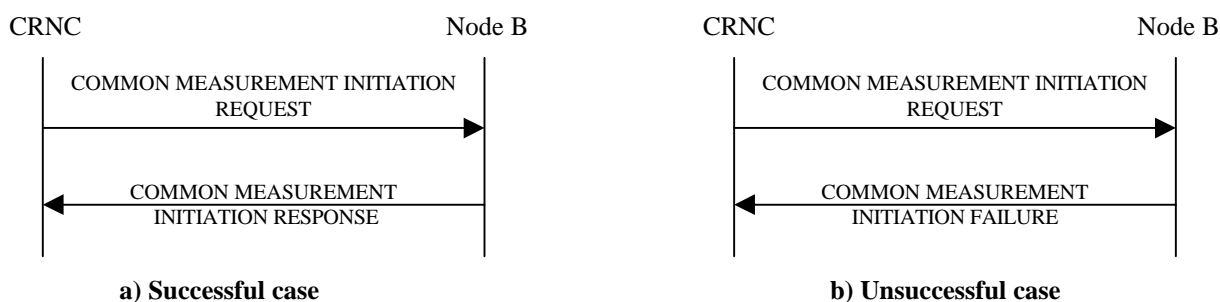 CRNC
Node B
COMMON MEASUREMENT INITIATION
REQUEST
COMMON MEASUREMENT
INITIATION RESPONSE
a) Successful case
CRNC
Node B
COMMON MEASUREMENT INITIATION
REQUEST
COMMON MEASUREMENT
INITIATION FAILURE
b) Unsuccessful case